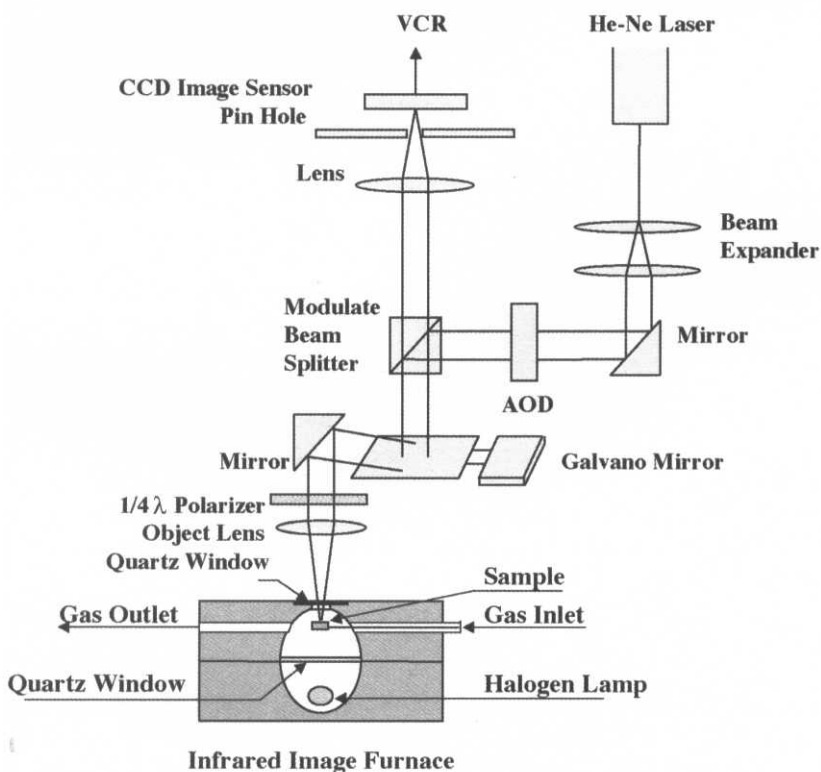 VCR
He-Ne Laser
CCD Image Sensor
Pin Hole
Lens
Beam
Expander
Modulate
Beam
Splitter
Mirror
AOD
Mirror
Galvano Mirror
1/4 λ Polarizer
Object Lens
Quartz Window
Sample
Gas Outlet
Gas Inlet
Quartz Window
Halogen Lamp
Infrared Image Furnace